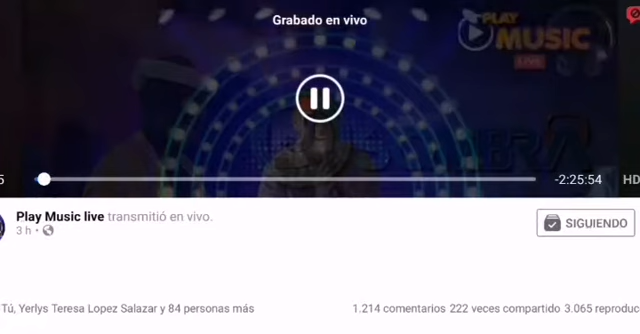 Grabado en vivo
PLAY
MUSIC
LIVE
-2:25:54
HD
Play Music live transmitió en vivo.
3 h
SIGUIENDO
Tú, Yerlys Teresa Lopez Salazar y 84 personas más
1.214 comentarios 222 veces compartido 3.065 reproduc